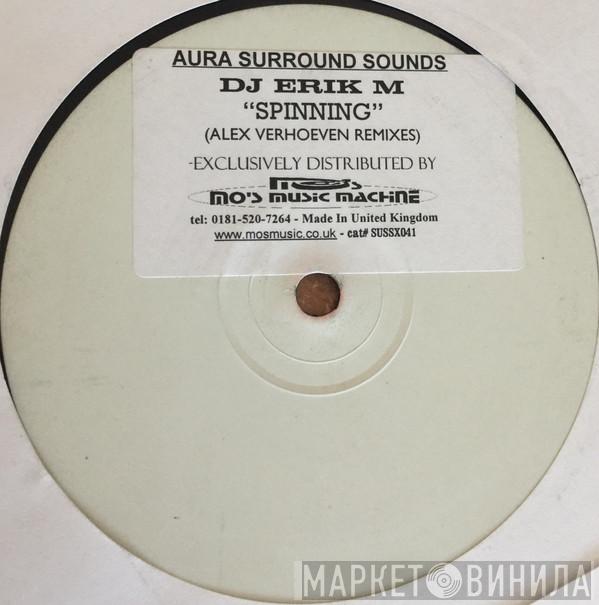 AURA SURROUND SOUNDS
DJ ERIK M
“SPINNING”
(ALEX VERHOEVEN REMIXES)
-EXCLUSIVELY DISTRIBUTED BY
MO'S MUSIC MACHINE
tel: 0181-520-7264 - Made In United Kingdom
www.mosmusic.co.uk - cat# SUSSX041
МАРКЕТ ВИНИЛА